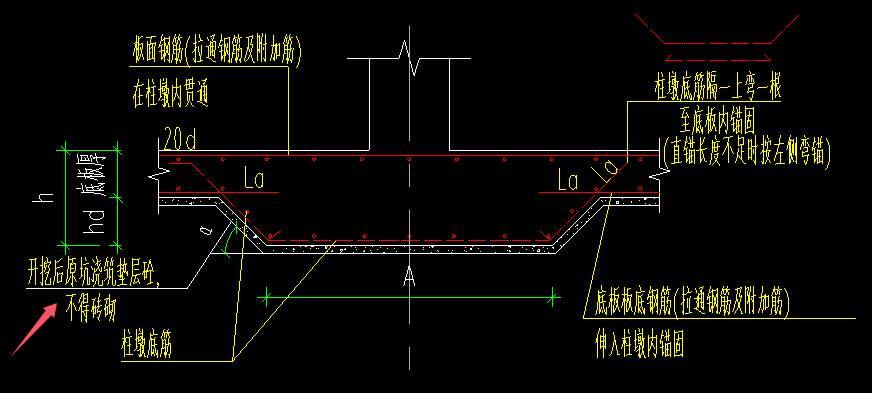 板面钢筋(拉通钢筋及附加筋)
在柱墩内贯通
柱墩底筋隔一上弯一根
至底板内锚固
(直锚长度不足时按左侧弯锚)
20d
La
La
La
h
底板厚
hd
a
A
开挖后原坑浇筑垫层砼,
不得砖砌
柱墩底筋
底板板底钢筋(拉通钢筋及附加筋)
伸入柱墩内锚固